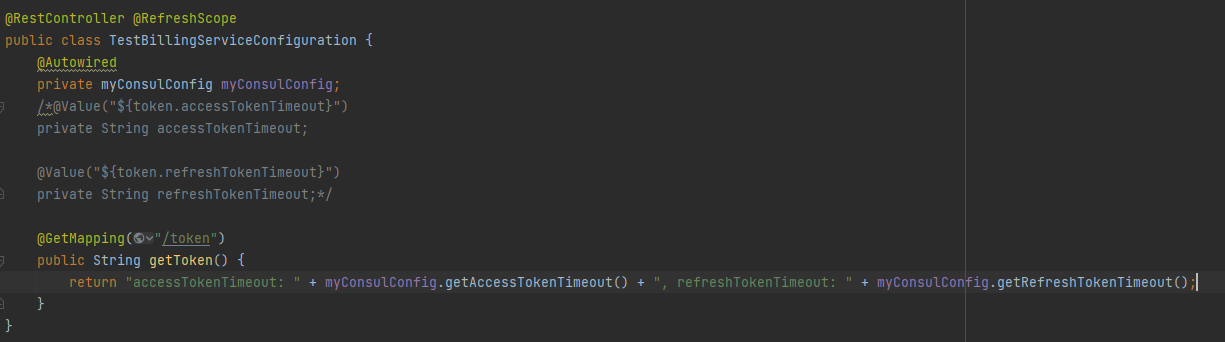 @RestController @RefreshScope
public class TestBillingServiceConfiguration {
@Autowired
private myConsulConfig myConsulConfig;
/*@Value("${token.accessTokenTimeout}")
private String accessTokenTimeout;
@Value("${token.refreshTokenTimeout}")
private String refreshTokenTimeout;*/
@GetMapping("/token")
public String getToken() {
return "accessTokenTimeout: " + myConsulConfig.getAccessTokenTimeout() + ", refreshTokenTimeout: " + myConsulConfig.getRefreshTokenTimeout();
}
}